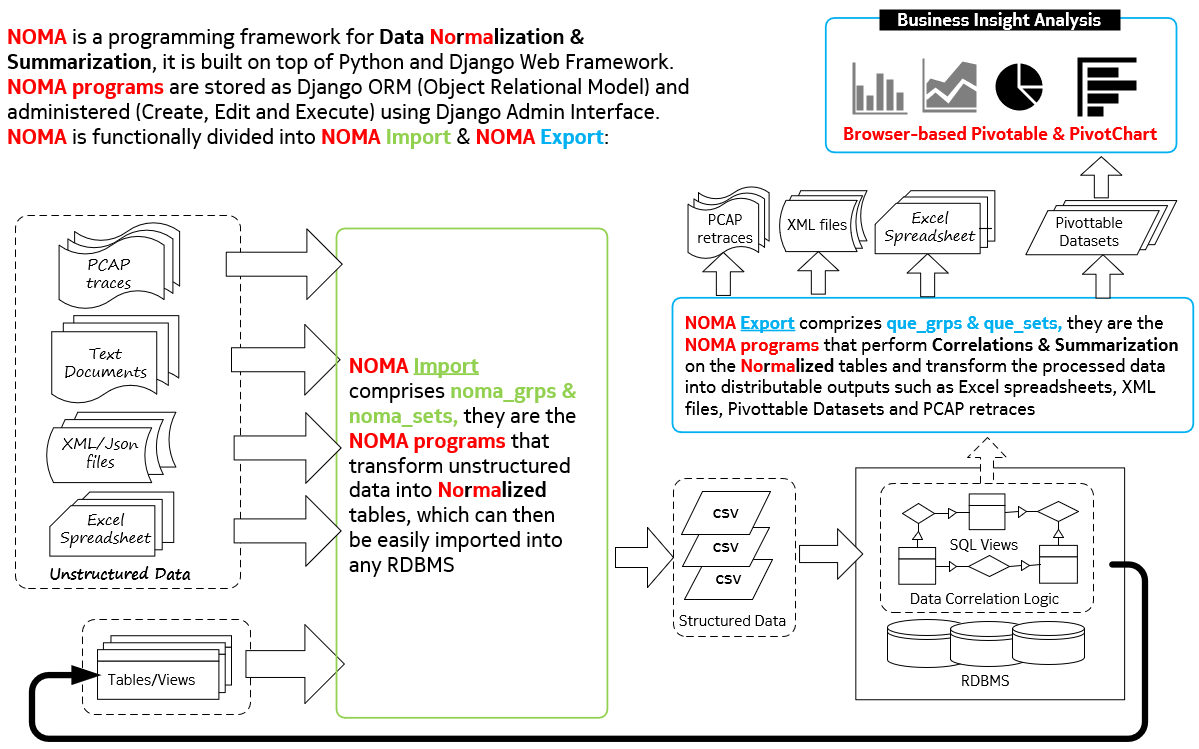 NOMA is a programming framework for Data Normalization &
Summarization, it is built on top of Python and Django Web Framework.
NOMA programs are stored as Django ORM (Object Relational Model) and
administered (Create, Edit and Execute) using Django Admin Interface.
NOMA is functionally divided into NOMA Import & NOMA Export:
Business Insight Analysis
Browser-based Pivotable & PivotChart
PCAP
retraces
XML files
Excel
Spreadsheet
Pivottable
Datasets
NOMA Export comprizes que_grps & que_sets, they are the
NOMA programs that perform Correlations & Summarization
on the Normalized tables and transform the processed data
into distributable outputs such as Excel spreadsheets, XML
files, Pivottable Datasets and PCAP retraces
PCAP
traces
Text
Documents
XML/Json
files
Excel
Spreadsheet
Unstructured Data
Tables/Views
NOMA Import
comprises noma_grps &
noma_sets, they are the
NOMA programs that
transform unstructured
data into Normalized
tables, which can then
be easily imported into
any RDBMS
CSV
CSV
CSV
Structured Data
SQL Views
Data Correlation Logic
RDBMS